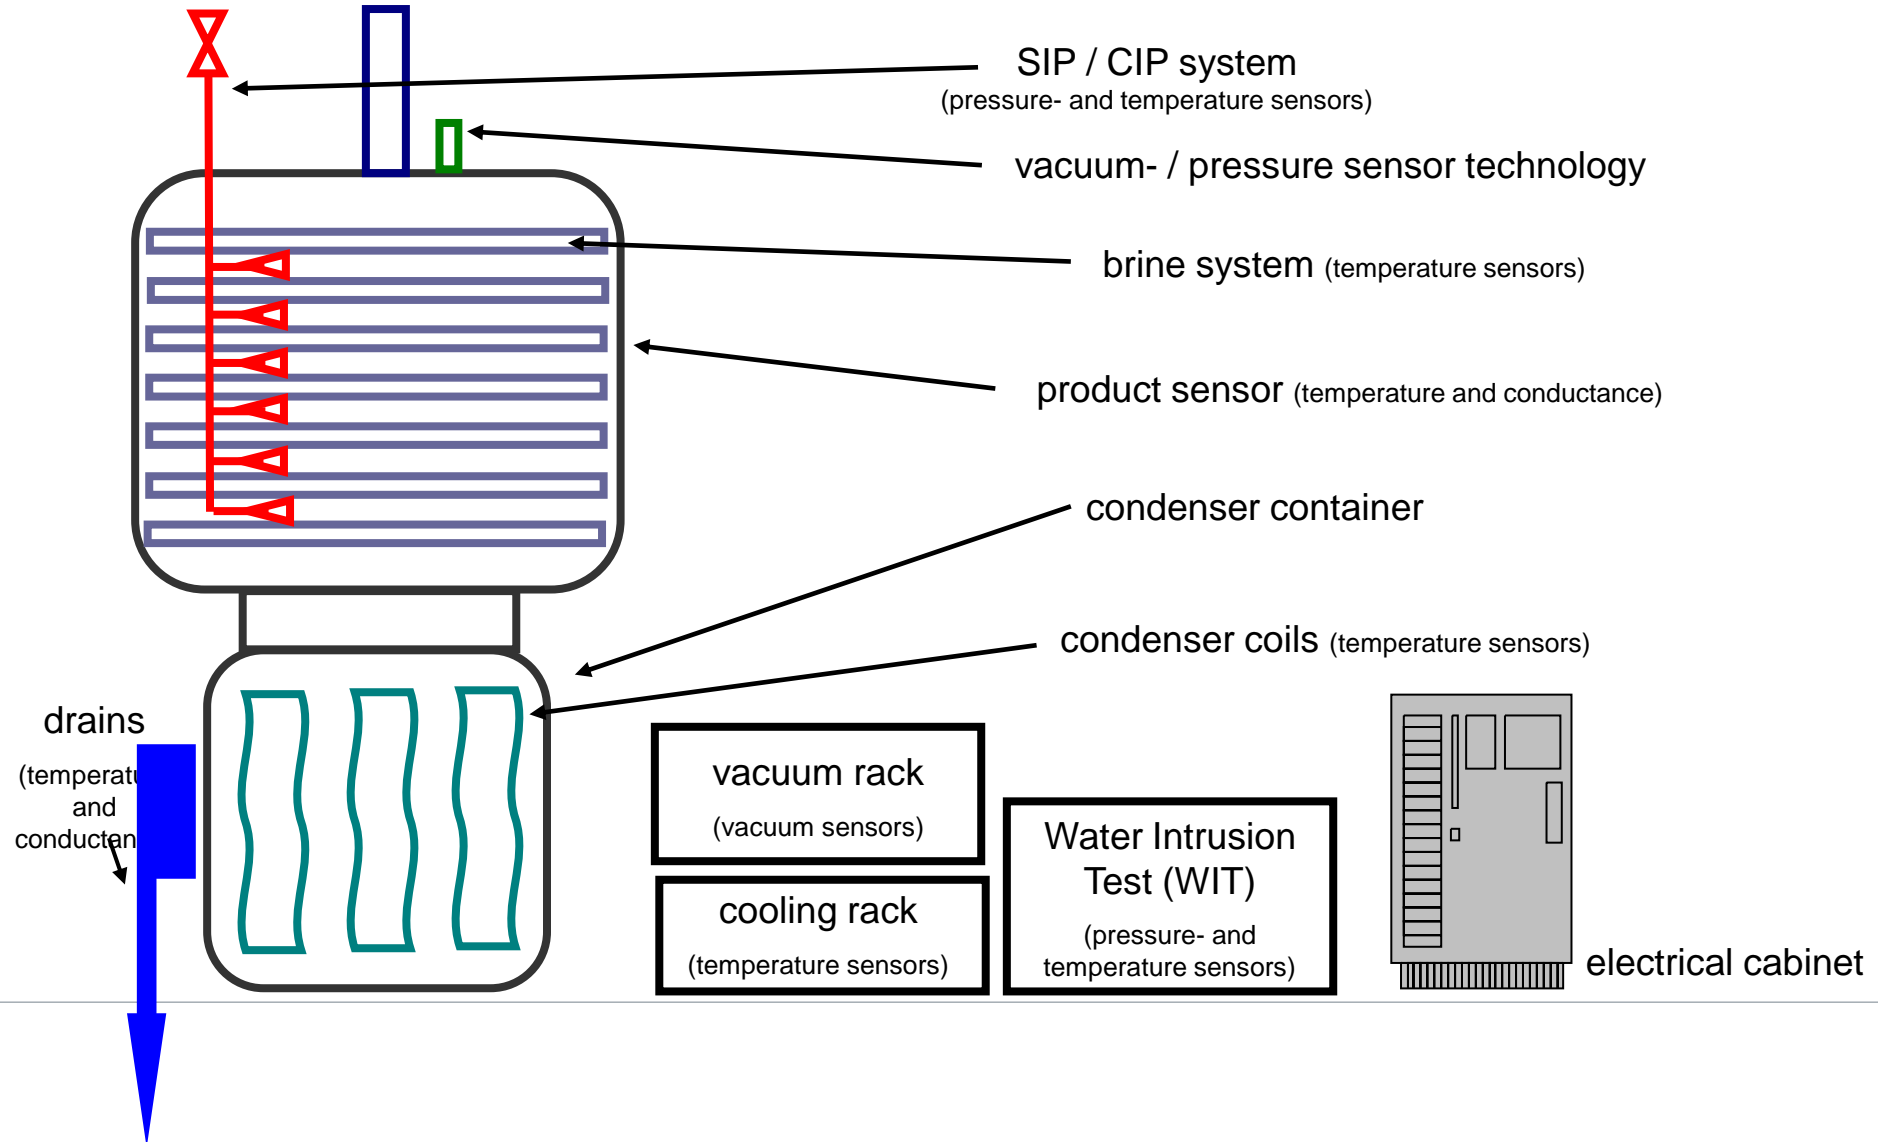 SIP / CIP system
(pressure- and temperature sensors)
vacuum- / pressure sensor technology
brine system (temperature sensors)
product sensor (temperature and conductance)
condenser container
condenser coils (temperature sensors)
drains
(temperatu
and
conductan
vacuum rack
(vacuum sensors)
cooling rack
(temperature sensors)
Water Intrusion
Test (WIT)
(pressure- and
temperature sensors)
electrical cabinet